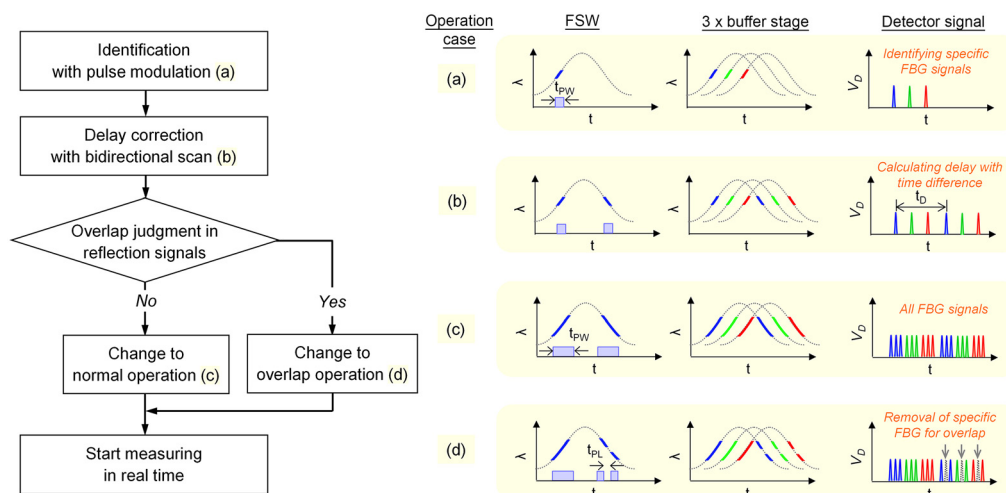 Identification
with pulse modulation (a)
Delay correction
with bidirectional scan (b)
Overlap judgment in
reflection signals
No
Yes
Change to
normal operation (c)
Change to
overlap operation (d)
Start measuring
in real time
Operation
case
FSW
3 x buffer stage
Detector signal
(a)
λ
tPW
t
λ
t
VD
Identifying specific
FBG signals
t
(b)
λ
t
λ
t
VD
Calculating delay with
time difference
tD
t
(c)
λ
tPW
t
λ
t
VD
All FBG signals
t
(d)
λ
tPL
t
λ
t
VD
Removal of specific
FBG for overlap
t